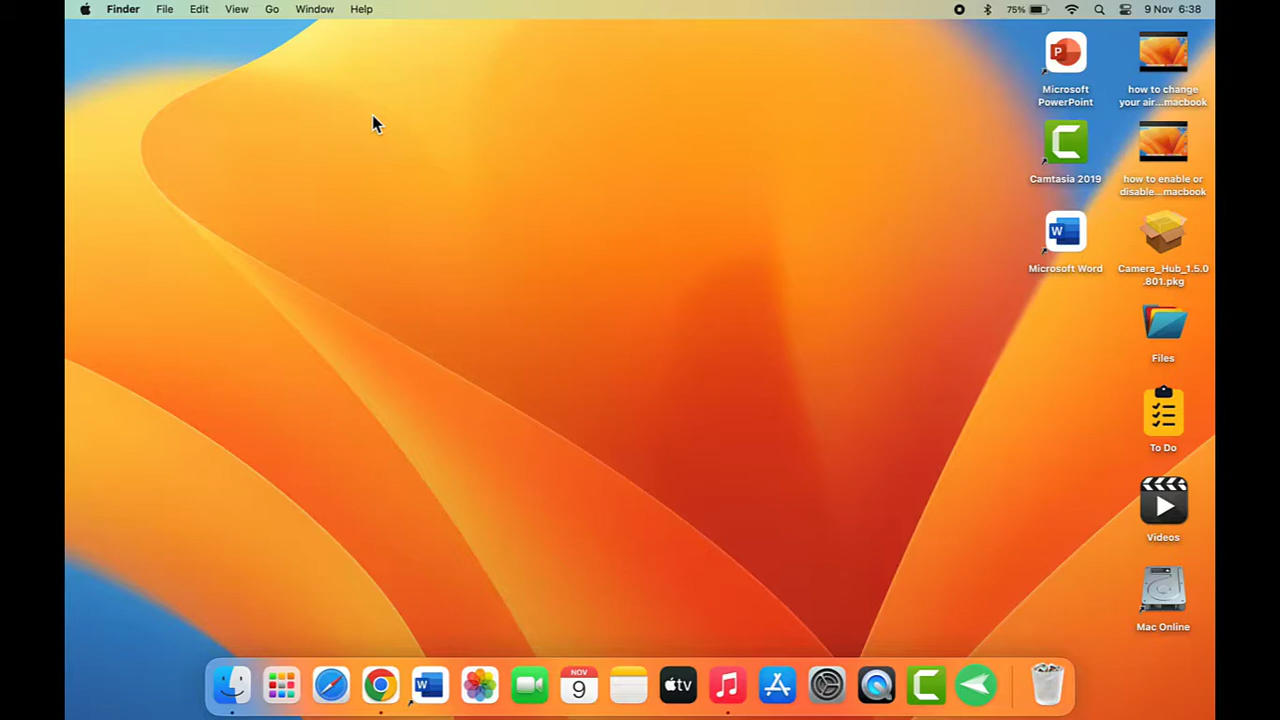 Finder File Edit View Go Window Help 75% 9 Nov 6:38
Microsoft
PowerPoint
how to change
your air...macbook
Camtasia 2019
how to enable or
disable...macbook
Microsoft Word
Camera_Hub_1.5.0
.801.pkg
Files
To Do
Videos
Mac Online
NOV
9
tv